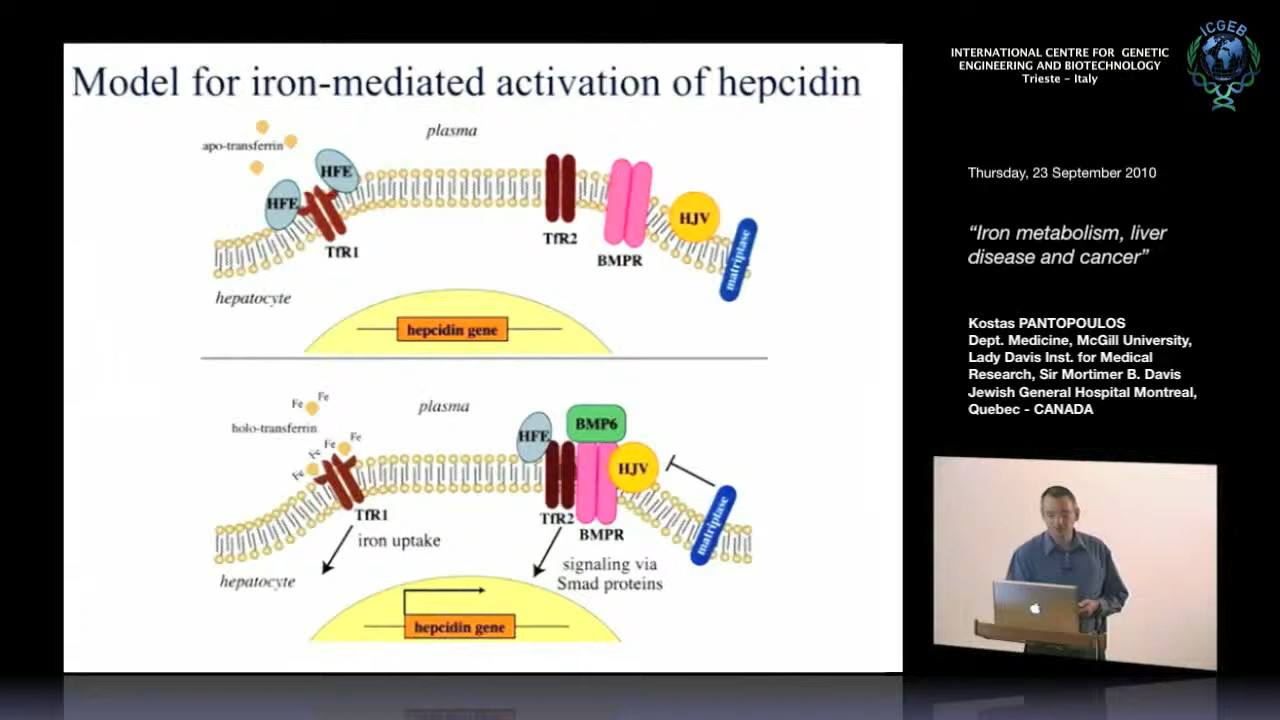 Model for iron-mediated activation of hepcidin
plasma
apo-transferrin
HFE
HFE
TfR1
TfR2
BMPR
HJV
matriptase
hepatocyte
hepcidin gene
Fe
Fe
plasma
holo-transferrin
Fe
Fe
Fe
Fe
TfR1
iron uptake
HFE
BMP6
HJV
TfR2
BMPR
matriptase
signaling via
Smad proteins
hepatocyte
hepcidin gene
INTERNATIONAL CENTRE FOR GENETIC
ENGINEERING AND BIOTECHNOLOGY
Trieste – Italy
ICGEB
Thursday, 23 September 2010
“Iron metabolism, liver
disease and cancer”
Kostas PANTOPOULOS
Dept. Medicine, McGill University,
Lady Davis Inst. for Medical
Research, Sir Mortimer B. Davis
Jewish General Hospital Montreal,
Quebec - CANADA